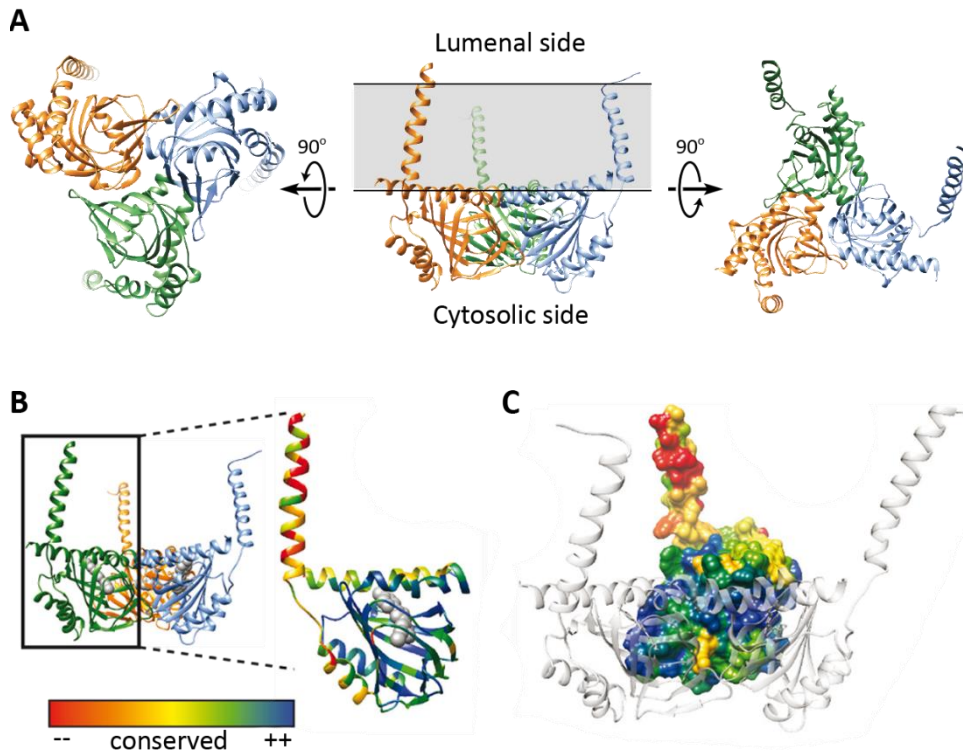 A
Lumenal side
90°
90°
Cytosolic side
B
C
-- conserved ++